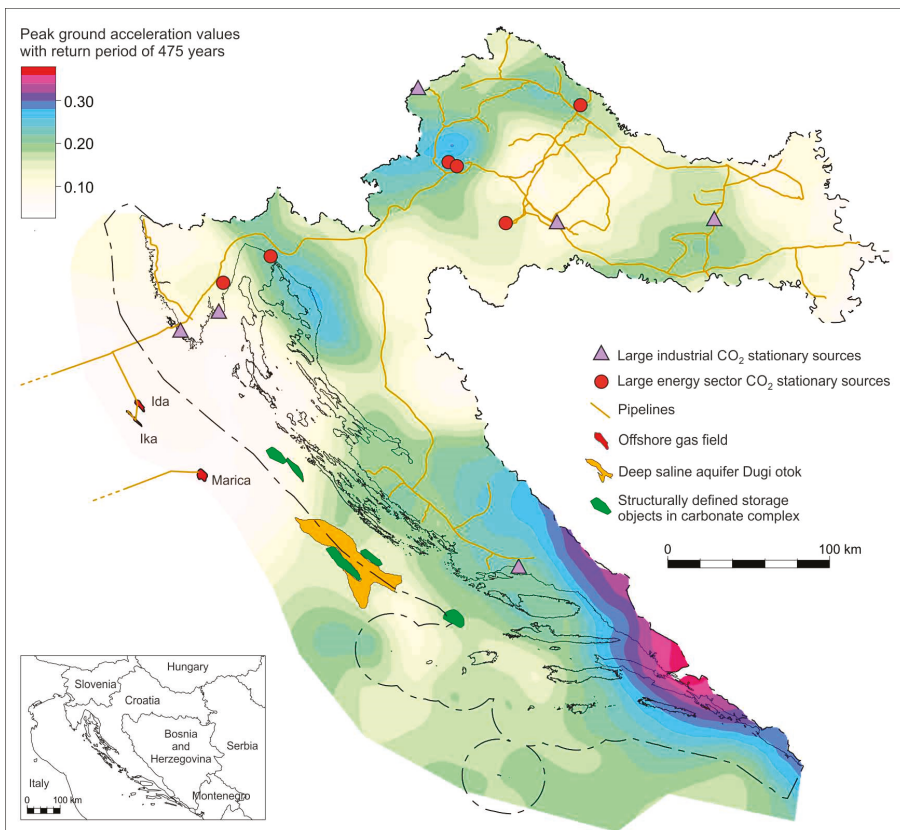 Peak ground acceleration values
with return period of 475 years
0.30
0.20
0.10
Ida
Ika
Marica
Large industrial CO₂ stationary sources
Large energy sector CO₂ stationary sources
Pipelines
Offshore gas field
Deep saline aquifer Dugi otok
Structurally defined storage
objects in carbonate complex
0 100 km
Hungary
Slovenia
Croatia
Bosnia
and
Herzegovina
Serbia
Italy
Montenegro
0 100 km